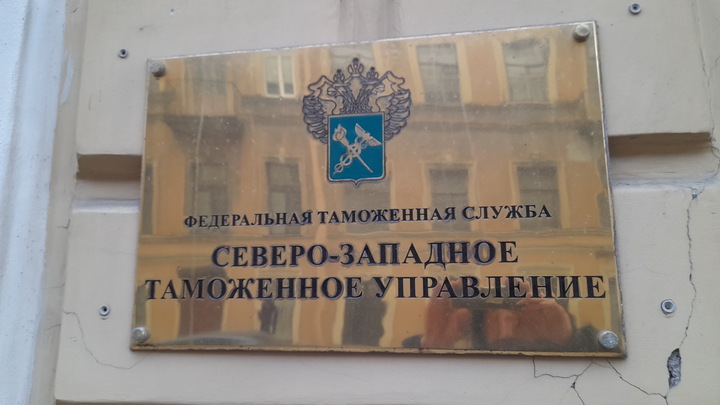 ФЕДЕРАЛЬНАЯ ТАМОЖЕННАЯ СЛУЖБА
СЕВЕРО-ЗАПАДНОЕ
ТАМОЖЕННОЕ УПРАВЛЕНИЕ